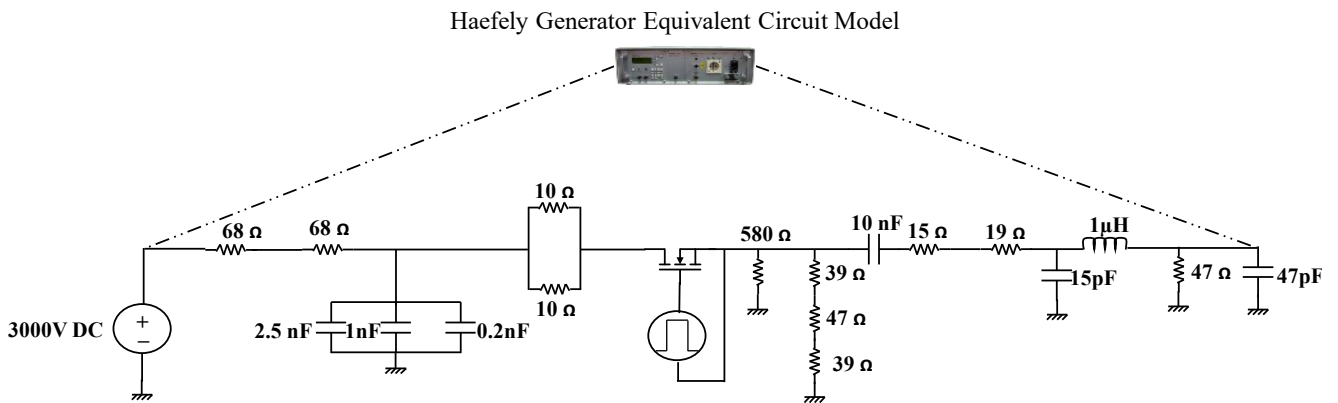 Haefely Generator Equivalent Circuit Model
10 Ω
68 Ω
68 Ω
10 Ω
580 Ω
10 nF
15 Ω
19 Ω
1µH
39 Ω
15pF
47 Ω
47pF
3000V DC
+
−
2.5 nF
1nF
0.2nF
47 Ω
39 Ω